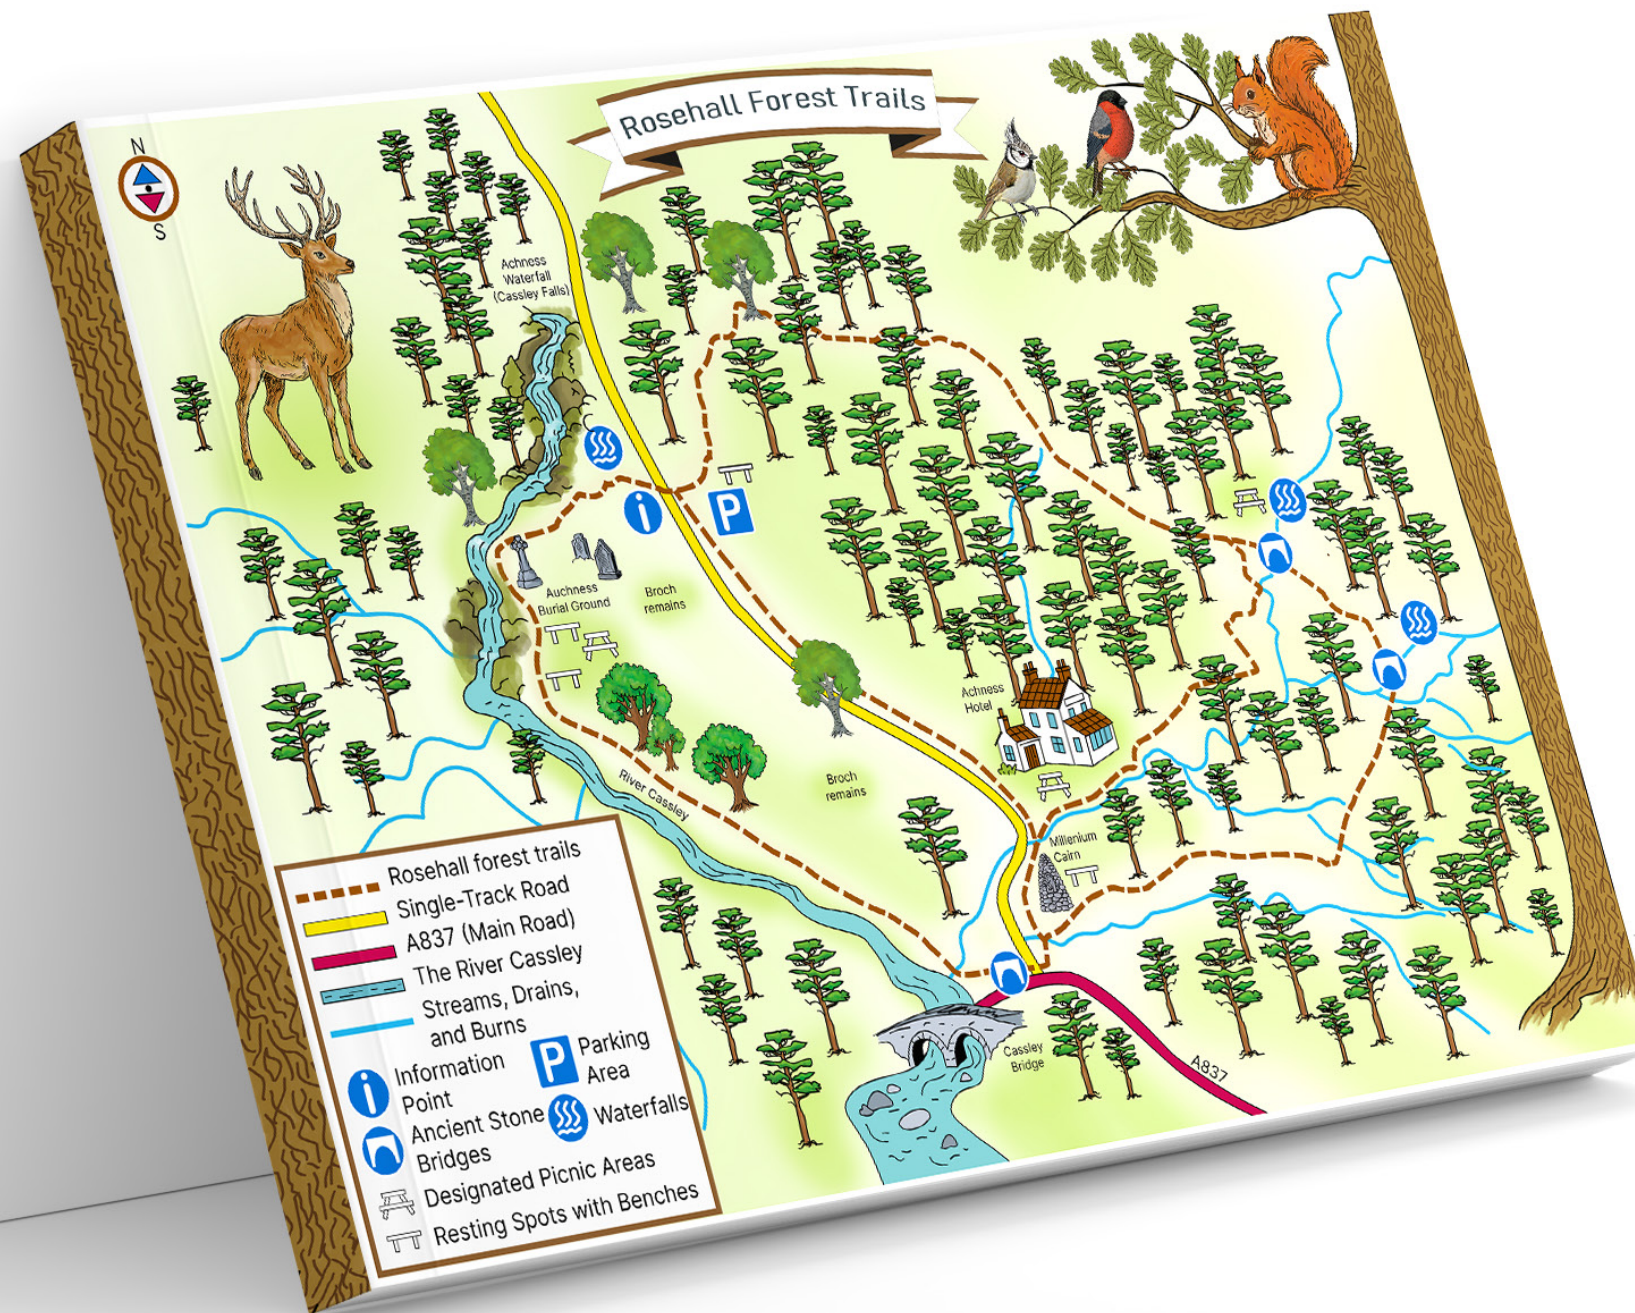 Rosehall Forest Trails
N
S
Achness
Waterfall
(Cassley Falls)
i
P
Auchness
Burial Ground
Broch
remains
Achness
Hotel
River Cassley
Broch
remains
Millenium
Cairn
Cassley
Bridge
A837
Rosehall forest trails
Single-Track Road
A837 (Main Road)
The River Cassley
Streams, Drains,
and Burns
i
Information
Point
P
Parking
Area
Ancient Stone
Bridges
Waterfalls
Designated Picnic Areas
Resting Spots with Benches